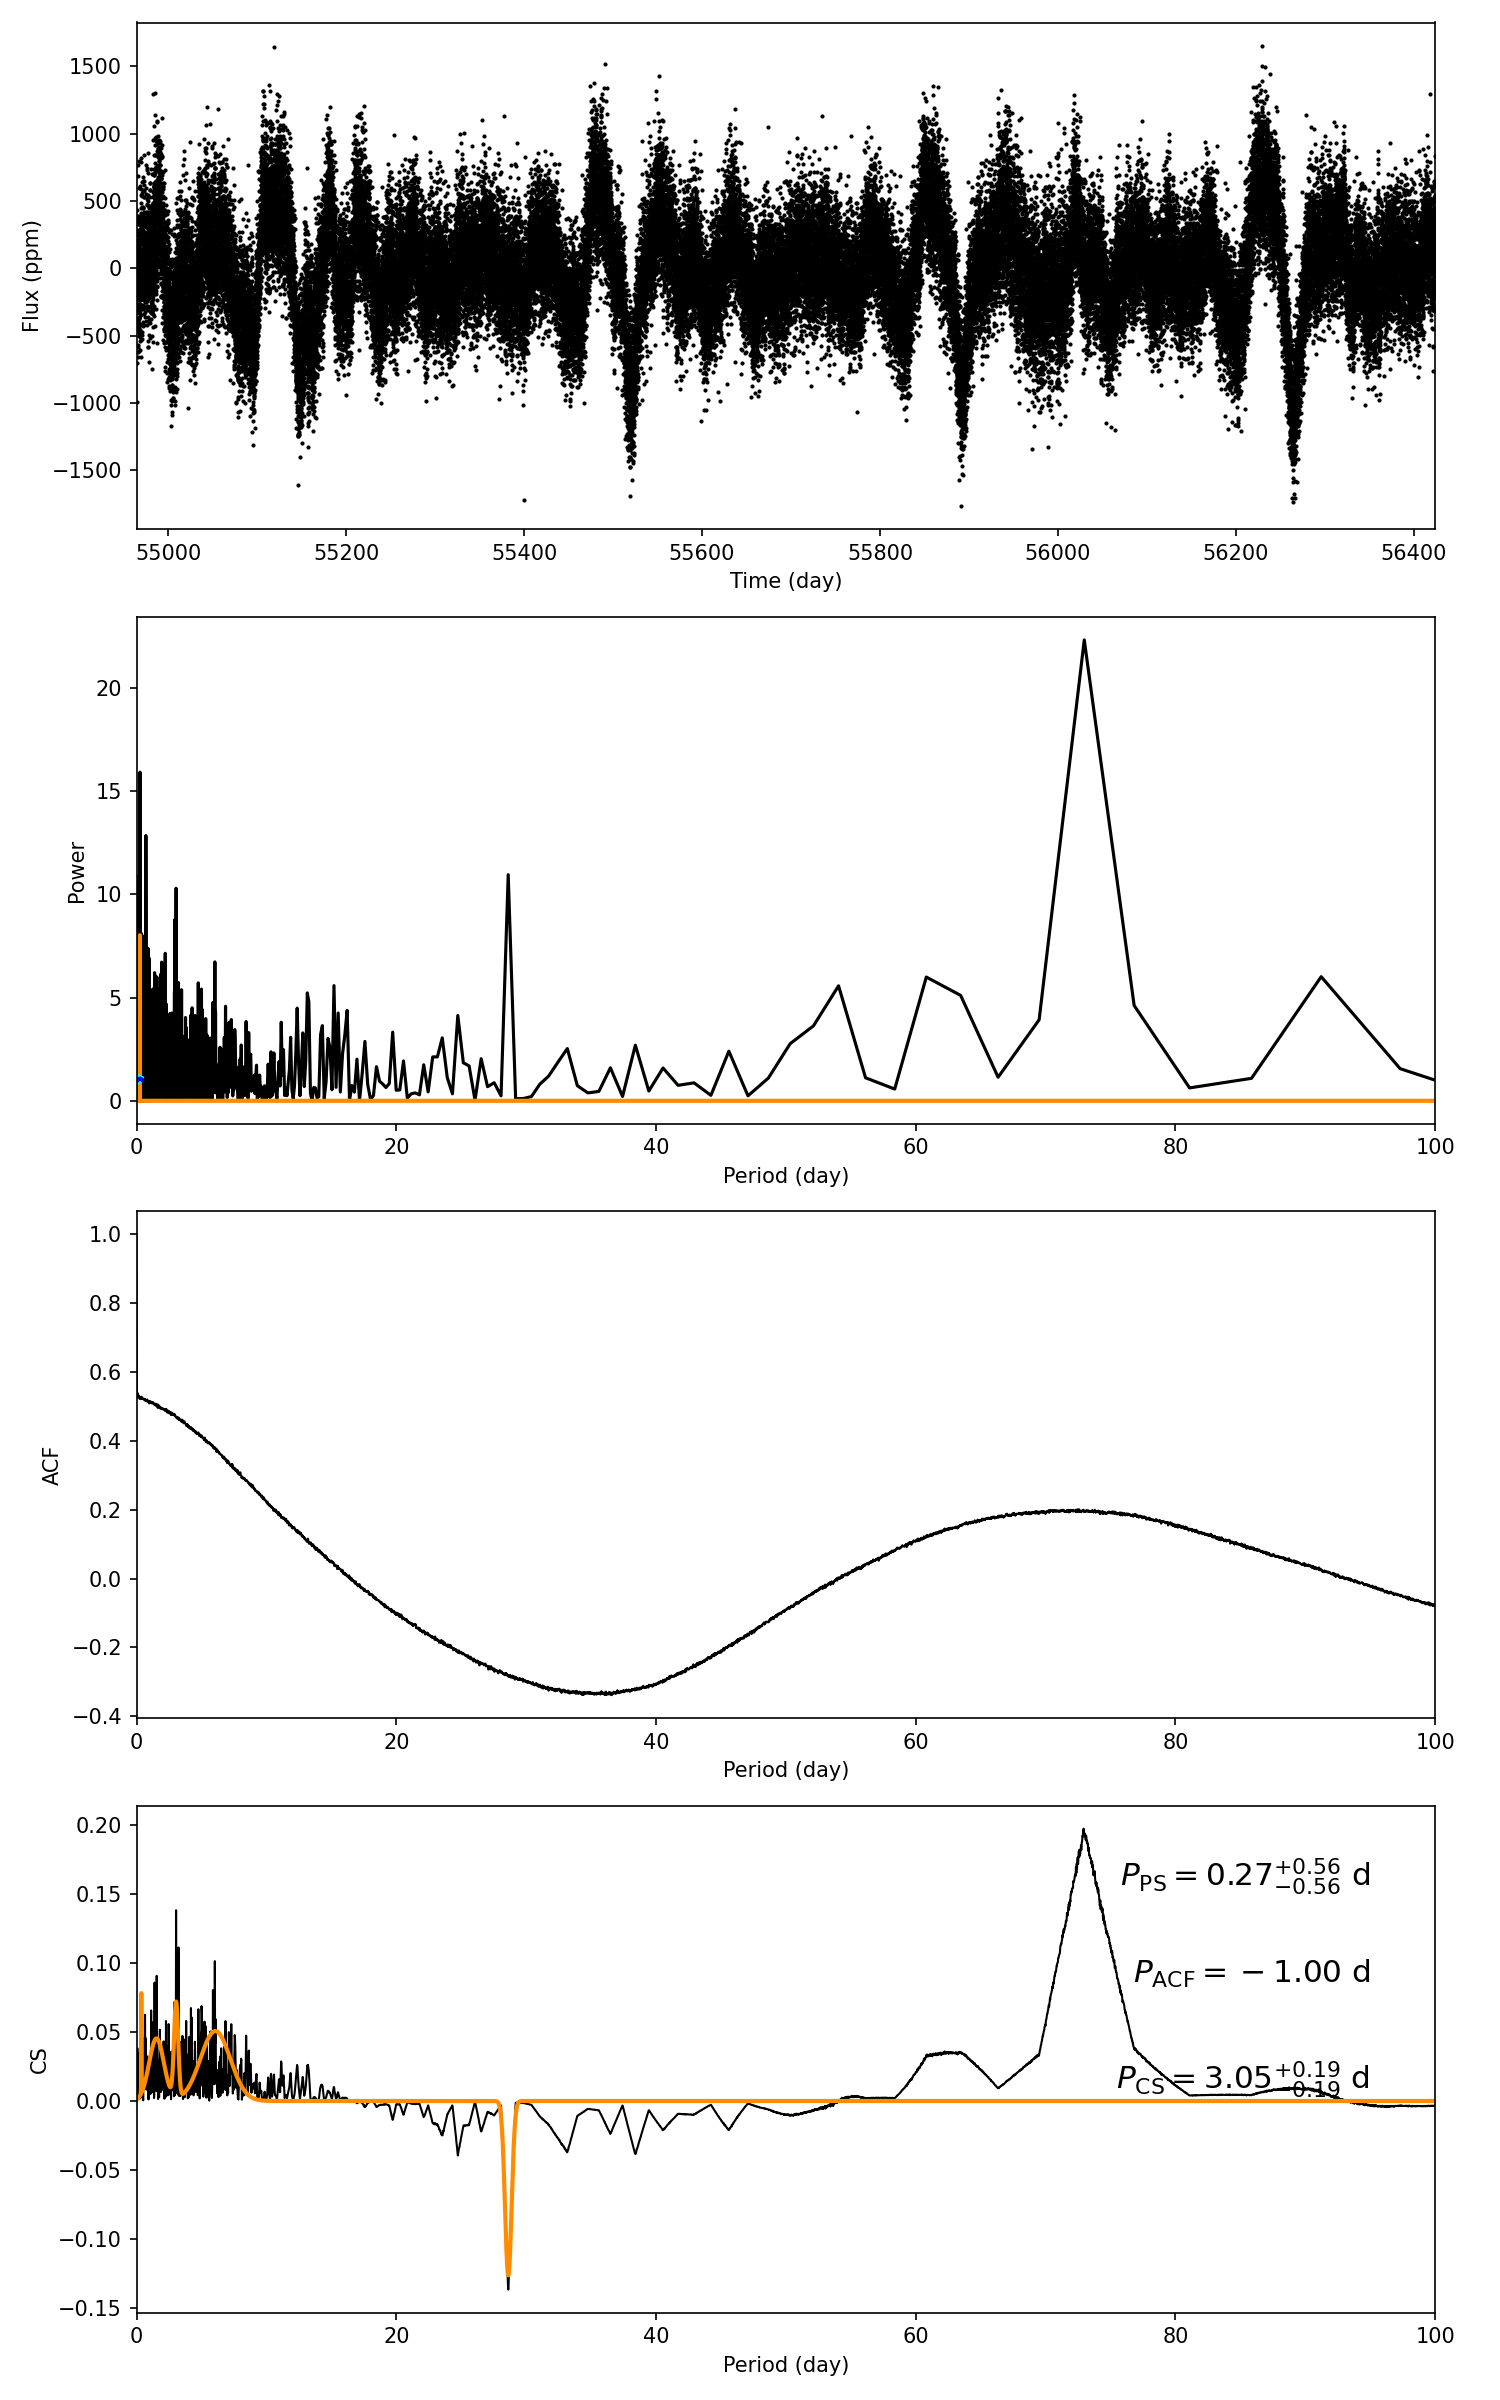 1500
1000
500
0
−500
−1000
−1500
Flux (ppm)
55000 55200 55400 55600 55800 56000 56200 56400
Time (day)
20
15
10
5
0
Power
0 20 40 60 80 100
Period (day)
1.0
0.8
0.6
0.4
0.2
0.0
−0.2
−0.4
ACF
0 20 40 60 80 100
Period (day)
0.20
0.15
0.10
0.05
0.00
−0.05
−0.10
−0.15
CS
P_PS = 0.27 +0.56 −0.56 d
P_ACF = −1.00 d
P_CS = 3.05 +0.19 −0.19 d
0 20 40 60 80 100
Period (day)